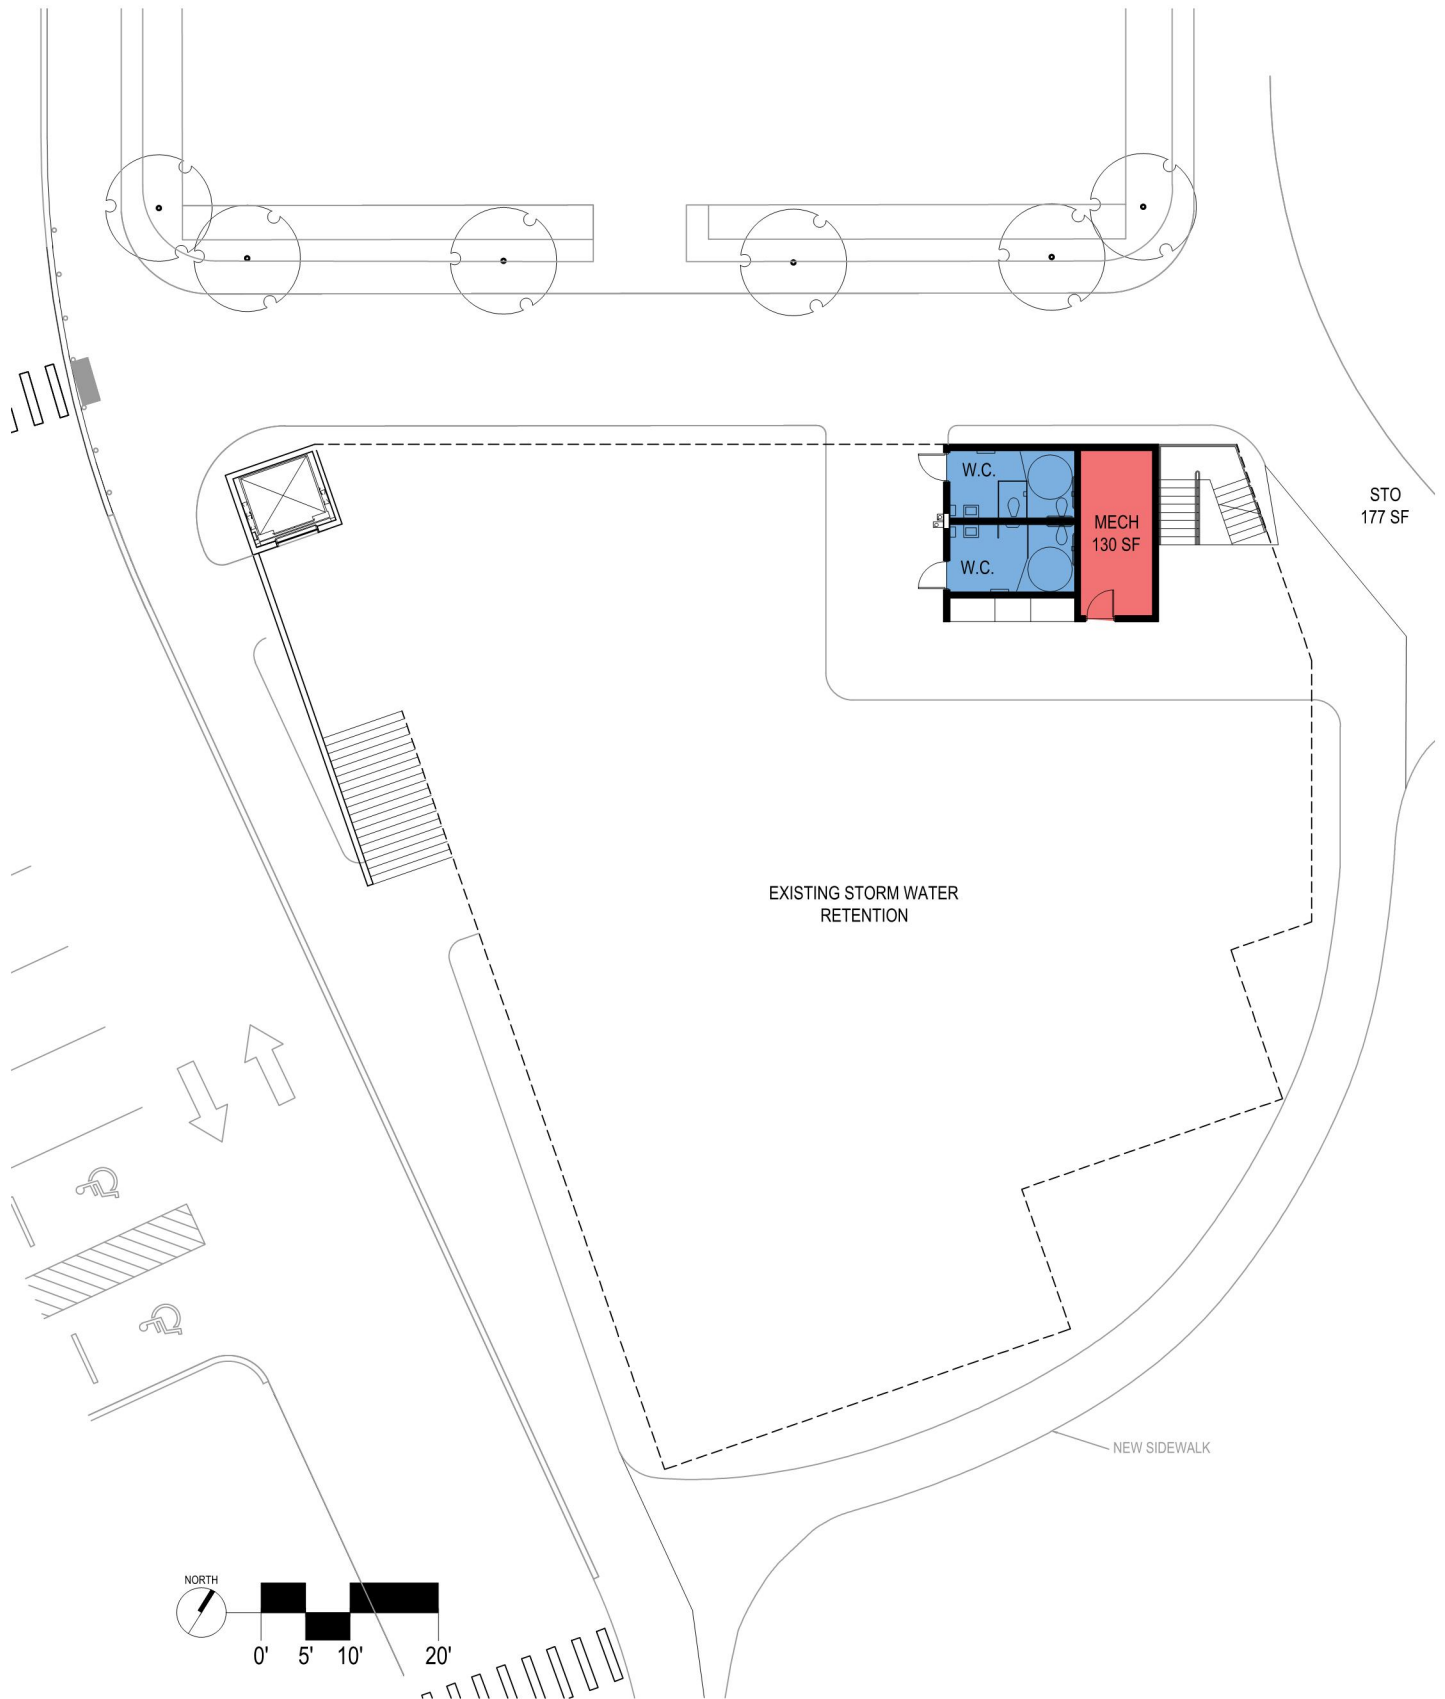 W.C.
STO
177 SF
MECH
130 SF
W.C.
EXISTING STORM WATER
RETENTION
NEW SIDEWALK
NORTH
0' 5' 10' 20'